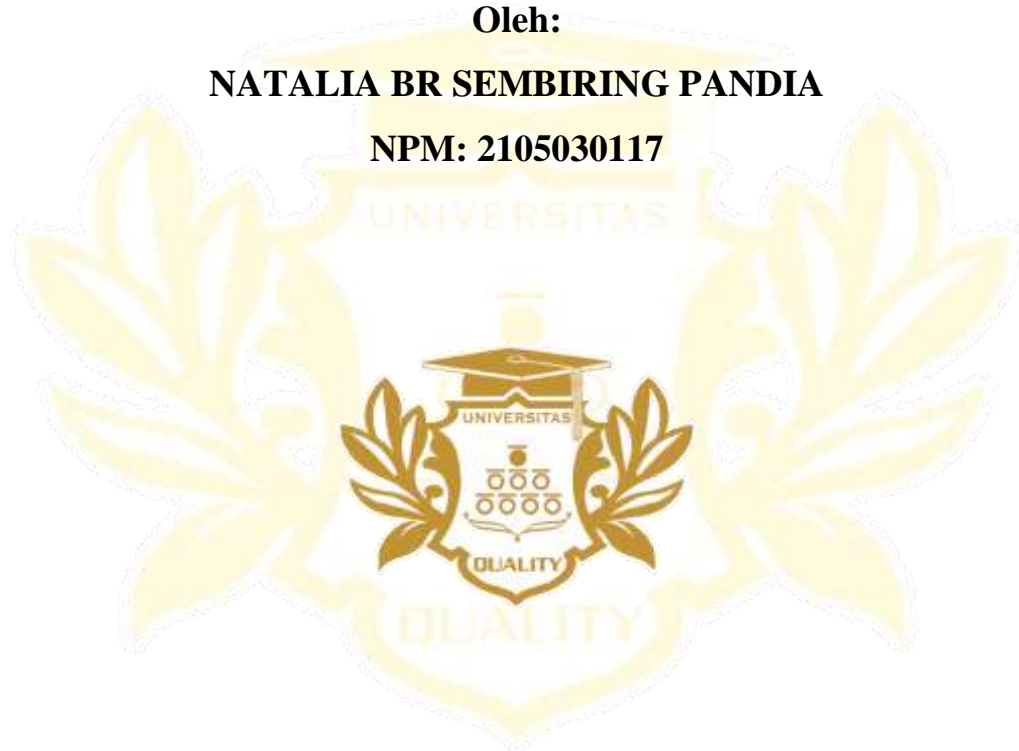 Oleh:
NATALIA BR SEMBIRING PANDIA
NPM: 2105030117
UNIVERSITAS
UNIVERSITAS
QUALITY
QUALITY